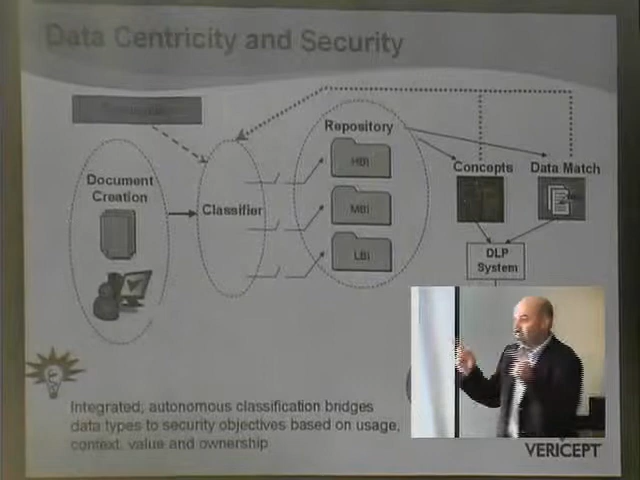 Data Centricity and Security
Repository
Document
Creation
Classifier
HBI
MBI
LBI
Concepts
Data Match
DLP
System
Integrated, autonomous classification bridges
data types to security objectives based on usage,
context, value and ownership
VERICEPT